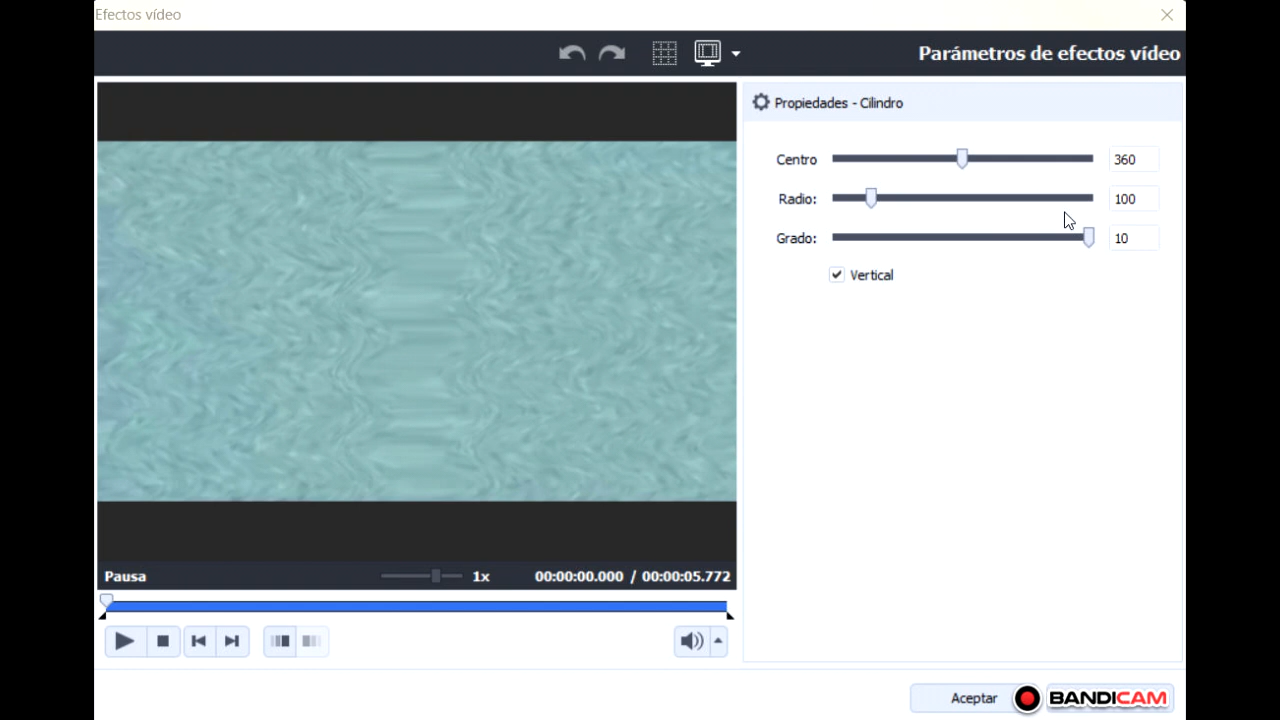 Efectos vídeo
Parámetros de efectos vídeo
Propiedades - Cilindro
Centro 360
Radio: 100
Grado: 10
Vertical
Pausa 1x 00:00:00.000 / 00:00:05.772
Aceptar BANDICAM